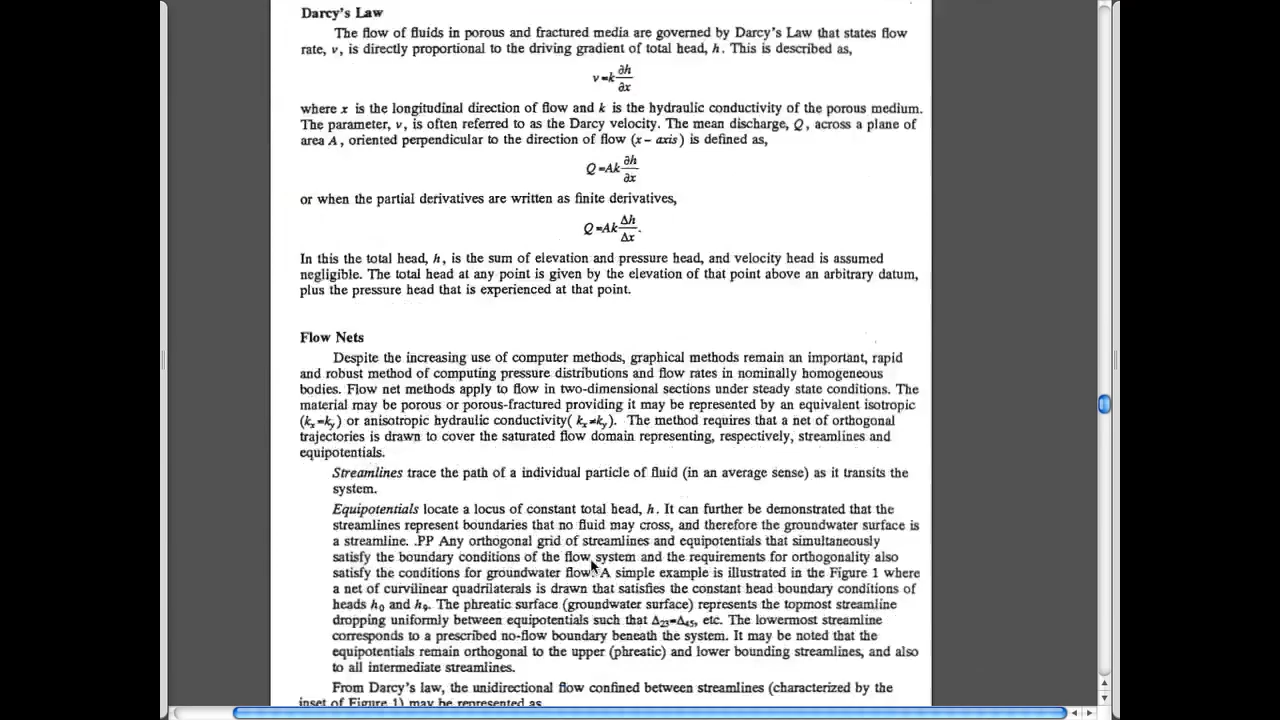 Darcy's Law
The flow of fluids in porous and fractured media are governed by Darcy's Law that states flow
rate, v, is directly proportional to the driving gradient of total head, h. This is described as,
v=k ∂h/∂x
where x is the longitudinal direction of flow and k is the hydraulic conductivity of the porous medium.
The parameter, v, is often referred to as the Darcy velocity. The mean discharge, Q, across a plane of
area A, oriented perpendicular to the direction of flow (x- axis) is defined as,
Q=Ak ∂h/∂x
or when the partial derivatives are written as finite derivatives,
Q=Ak Δh/Δx.
In this the total head, h, is the sum of elevation and pressure head, and velocity head is assumed
negligible. The total head at any point is given by the elevation of that point above an arbitrary datum,
plus the pressure head that is experienced at that point.
Flow Nets
Despite the increasing use of computer methods, graphical methods remain an important, rapid
and robust method of computing pressure distributions and flow rates in nominally homogeneous
bodies. Flow net methods apply to flow in two-dimensional sections under steady state conditions. The
material may be porous or porous-fractured providing it may be represented by an equivalent isotropic
(kₓ=kᵧ) or anisotropic hydraulic conductivity( kₓ≠kᵧ). The method requires that a net of orthogonal
trajectories is drawn to cover the saturated flow domain representing, respectively, streamlines and
equipotentials.
Streamlines trace the path of a individual particle of fluid (in an average sense) as it transits the
system.
Equipotentials locate a locus of constant total head, h. It can further be demonstrated that the
streamlines represent boundaries that no fluid may cross, and therefore the groundwater surface is
a streamline. .PP Any orthogonal grid of streamlines and equipotentials that simultaneously
satisfy the boundary conditions of the flow system and the requirements for orthogonality also
satisfy the conditions for groundwater flow. A simple example is illustrated in the Figure 1 where
a net of curvilinear quadrilaterals is drawn that satisfies the constant head boundary conditions of
heads h₀ and h₉. The phreatic surface (groundwater surface) represents the topmost streamline
dropping uniformly between equipotentials such that Δ₂₃=Δ₄₅, etc. The lowermost streamline
corresponds to a prescribed no-flow boundary beneath the system. It may be noted that the
equipotentials remain orthogonal to the upper (phreatic) and lower bounding streamlines, and also
to all intermediate streamlines.
From Darcy's law, the unidirectional flow confined between streamlines (characterized by the
inset of Figure 1) may be represented as